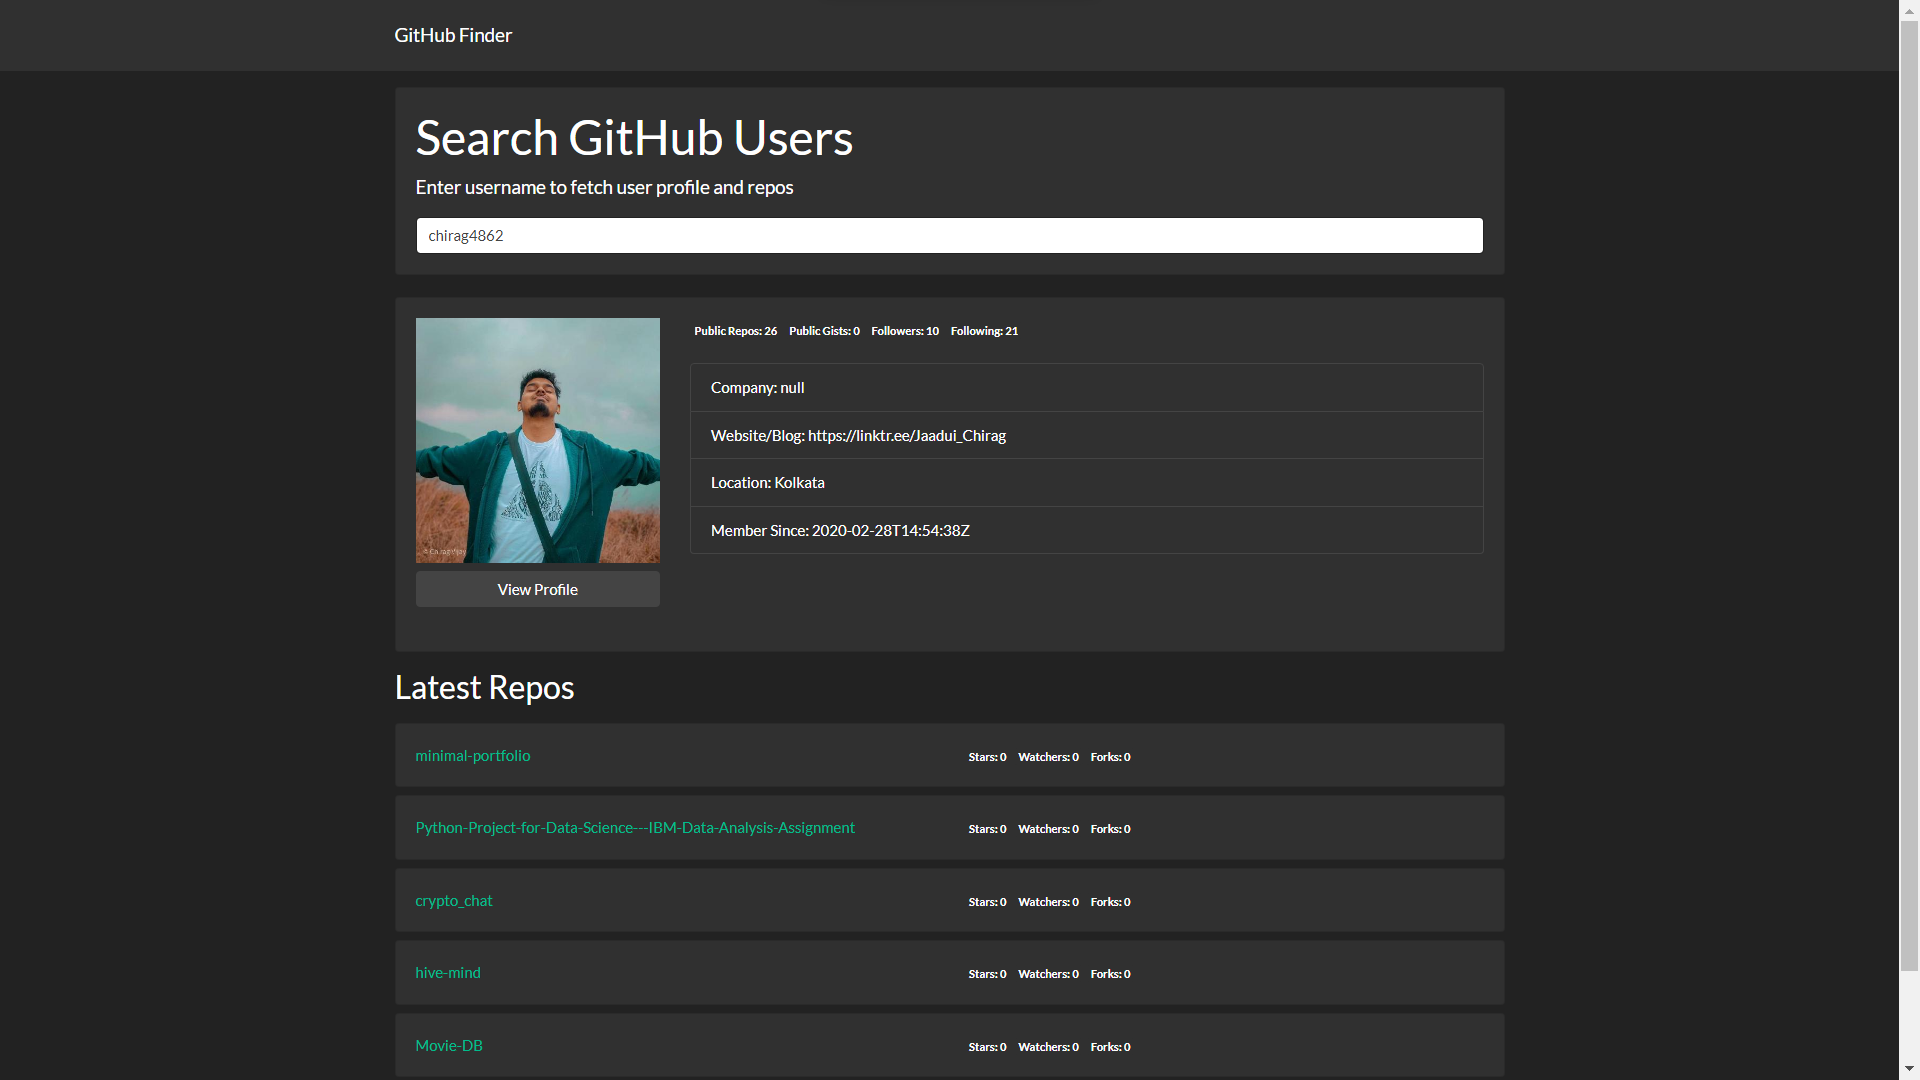 GitHub Finder
Search GitHub Users
Enter username to fetch user profile and repos
chirag4862
Public Repos: 26 Public Gists: 0 Followers: 10 Following: 21
Company: null
Website/Blog: https://linktr.ee/Jaadui_Chirag
Location: Kolkata
Member Since: 2020-02-28T14:54:38Z
View Profile
Latest Repos
minimal-portfolio Stars: 0 Watchers: 0 Forks: 0
Python-Project-for-Data-Science---IBM-Data-Analysis-Assignment Stars: 0 Watchers: 0 Forks: 0
crypto_chat Stars: 0 Watchers: 0 Forks: 0
hive-mind Stars: 0 Watchers: 0 Forks: 0
Movie-DB Stars: 0 Watchers: 0 Forks: 0